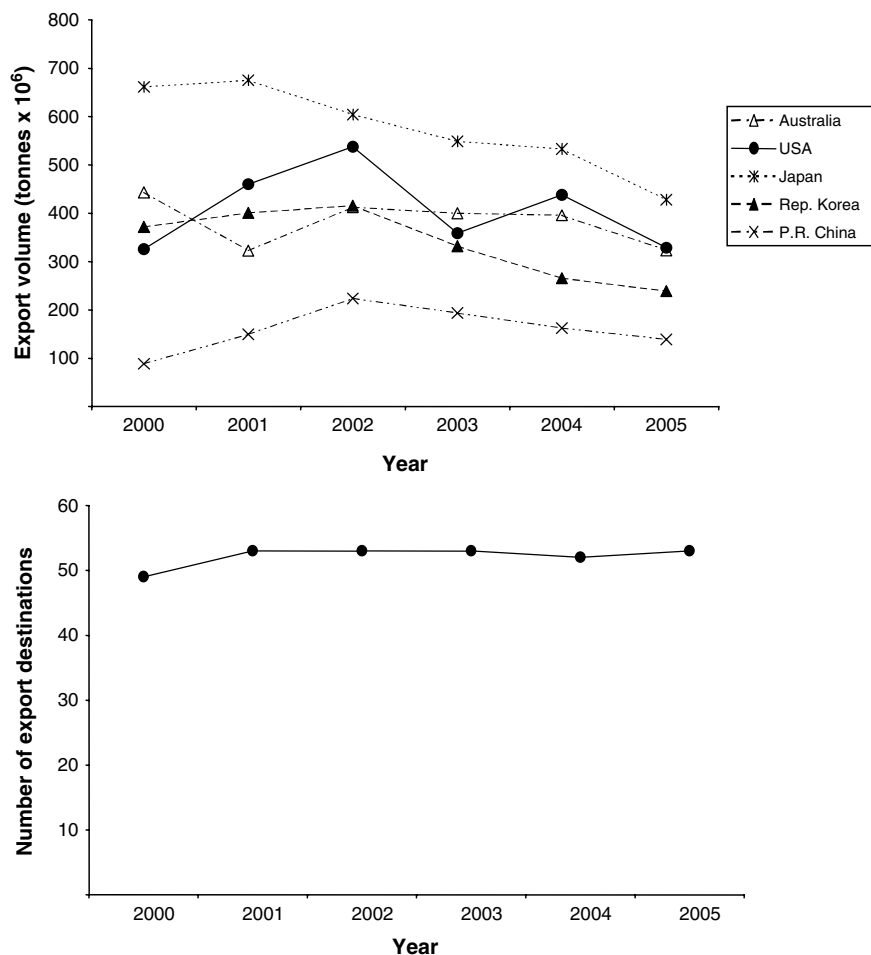 800
700
600
500
400
300
200
100
Export volume (tonnes x 10⁶)
2000 2001 2002 2003 2004 2005
Year
Australia
USA
Japan
Rep. Korea
P.R. China
60
50
40
30
20
10
Number of export destinations
2000 2001 2002 2003 2004 2005
Year